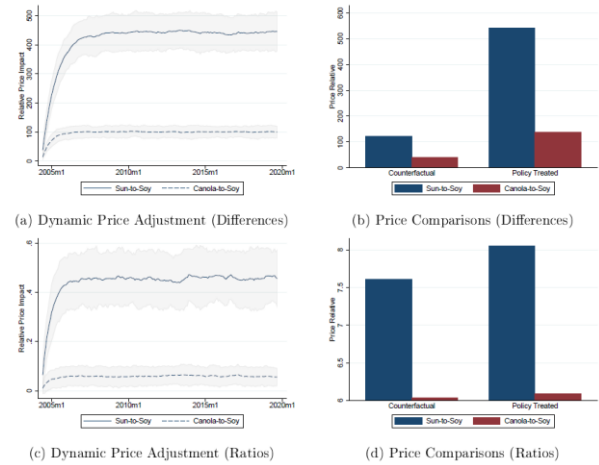 Relative Price Impact
500
400
300
200
100
0
2005m1 2010m1 2015m1 2020m1
Sun-to-Soy Canola-to-Soy
(a) Dynamic Price Adjustment (Differences)
Price Relative
600
500
400
300
200
100
0
Counterfactual Policy Treated
Sun-to-Soy Canola-to-Soy
(b) Price Comparisons (Differences)
Relative Price Impact
.6
.4
.2
0
2005m1 2010m1 2015m1 2020m1
Sun-to-Soy Canola-to-Soy
(c) Dynamic Price Adjustment (Ratios)
Price Relative
8
7.5
7
6.5
6
Counterfactual Policy Treated
Sun-to-Soy Canola-to-Soy
(d) Price Comparisons (Ratios)